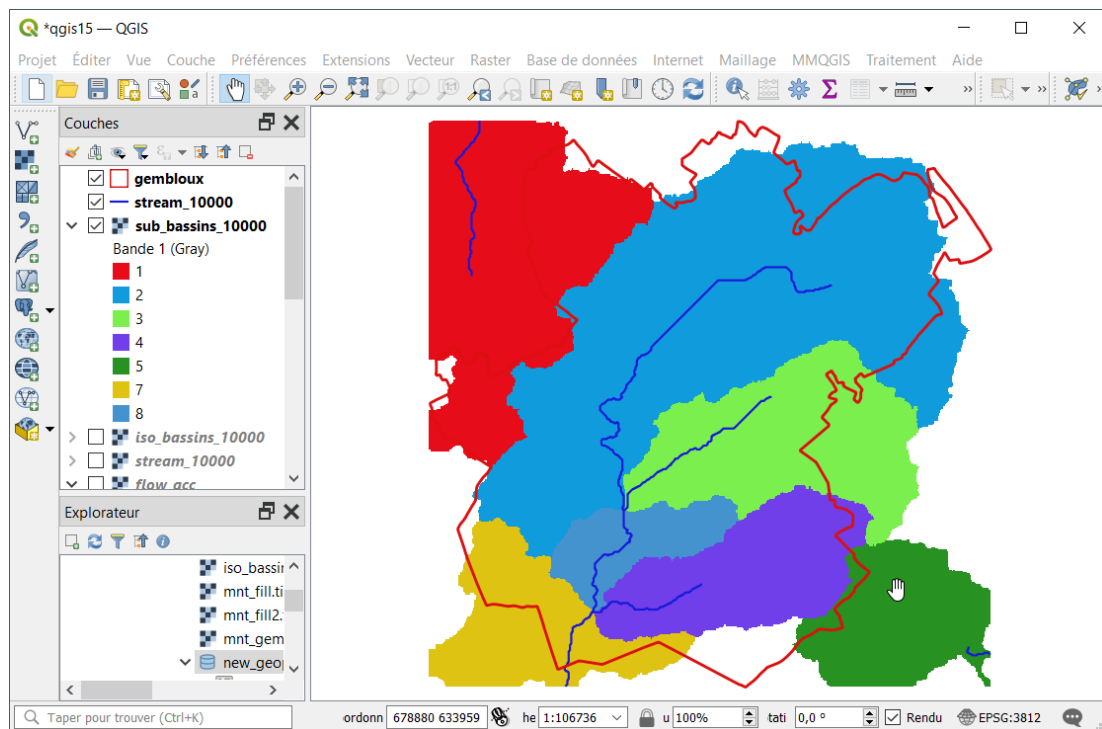 *qgis15 — QGIS
Projet Éditer Vue Couche Préférences Extensions Vecteur Raster Base de données Internet Maillage MMQGIS Traitement Aide
Couches
gembloux
stream_10000
sub_bassins_10000
Bande 1 (Gray)
1
2
3
4
5
7
8
iso_bassins_10000
stream_10000
flow_acc
Explorateur
iso_bassin
mnt_fill.ti
mnt_fill2.
mnt_gem
new_geop
Taper pour trouver (Ctrl+K) ordonn 678880 633959 he 1:106736 u 100% tati 0,0 ° Rendu EPSG:3812